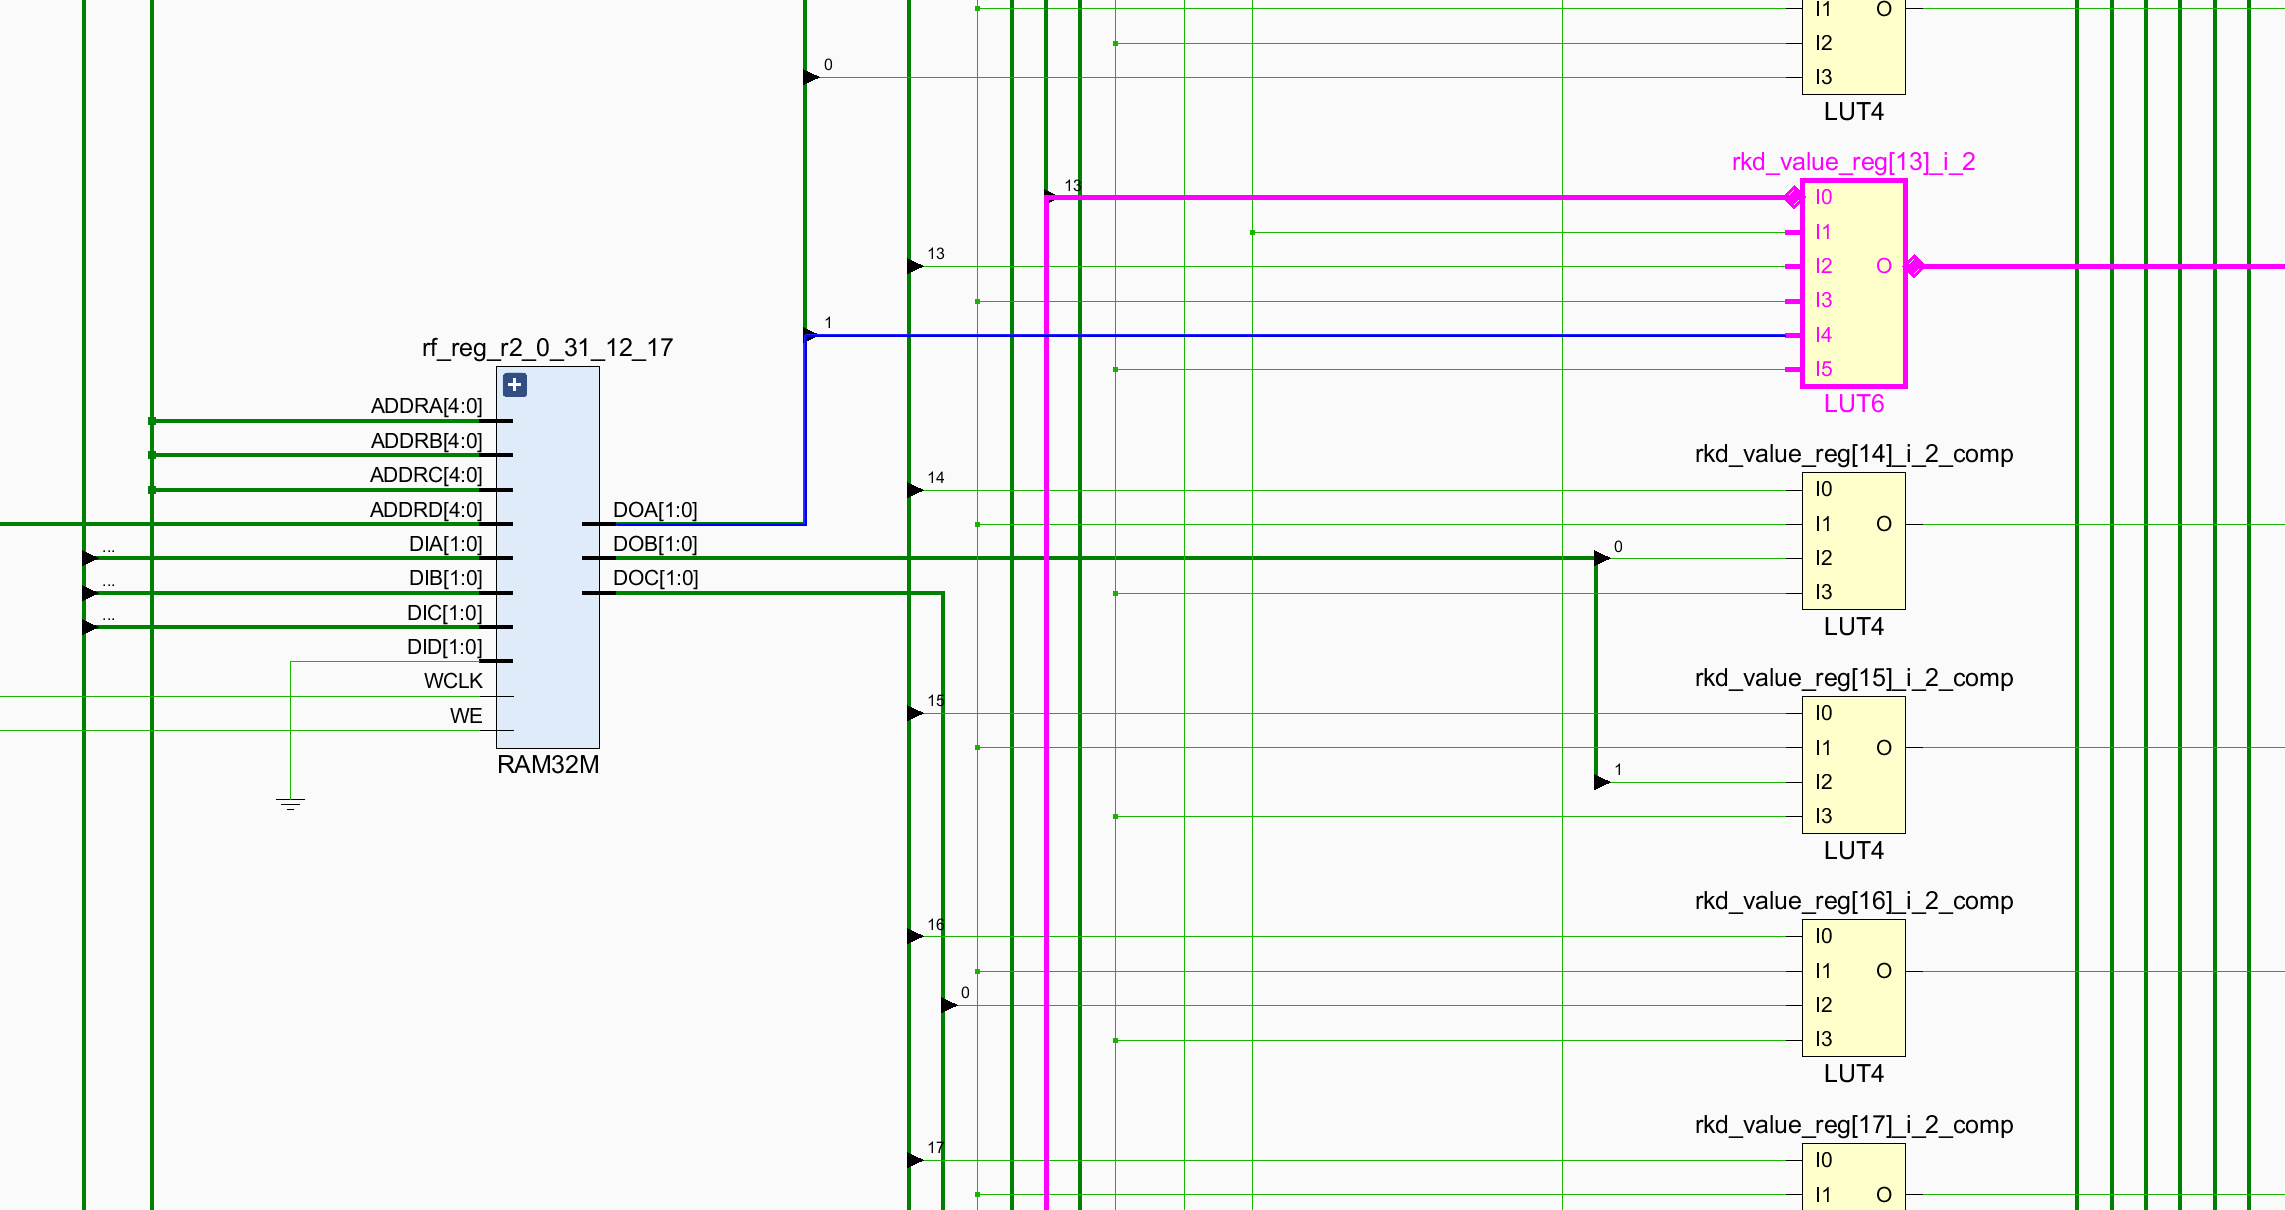 I1 O
I2
0
I3
LUT4
rkd_value_reg[13]_i_2
13
I0
I1
13
I2 O
I3
1
I4
I5
LUT6
rf_reg_r2_0_31_12_17
ADDRA[4:0]
ADDRB[4:0]
ADDRC[4:0]
ADDRD[4:0]
DIA[1:0]
DIB[1:0]
DIC[1:0]
DID[1:0]
WCLK
WE
DOA[1:0]
DOB[1:0]
DOC[1:0]
...
...
...
RAM32M
rkd_value_reg[14]_i_2_comp
14
I0
I1 O
0
I2
I3
LUT4
rkd_value_reg[15]_i_2_comp
15
I0
I1 O
1
I2
I3
LUT4
rkd_value_reg[16]_i_2_comp
16
I0
I1 O
0
I2
I3
LUT4
rkd_value_reg[17]_i_2_comp
17
I0
I1 O